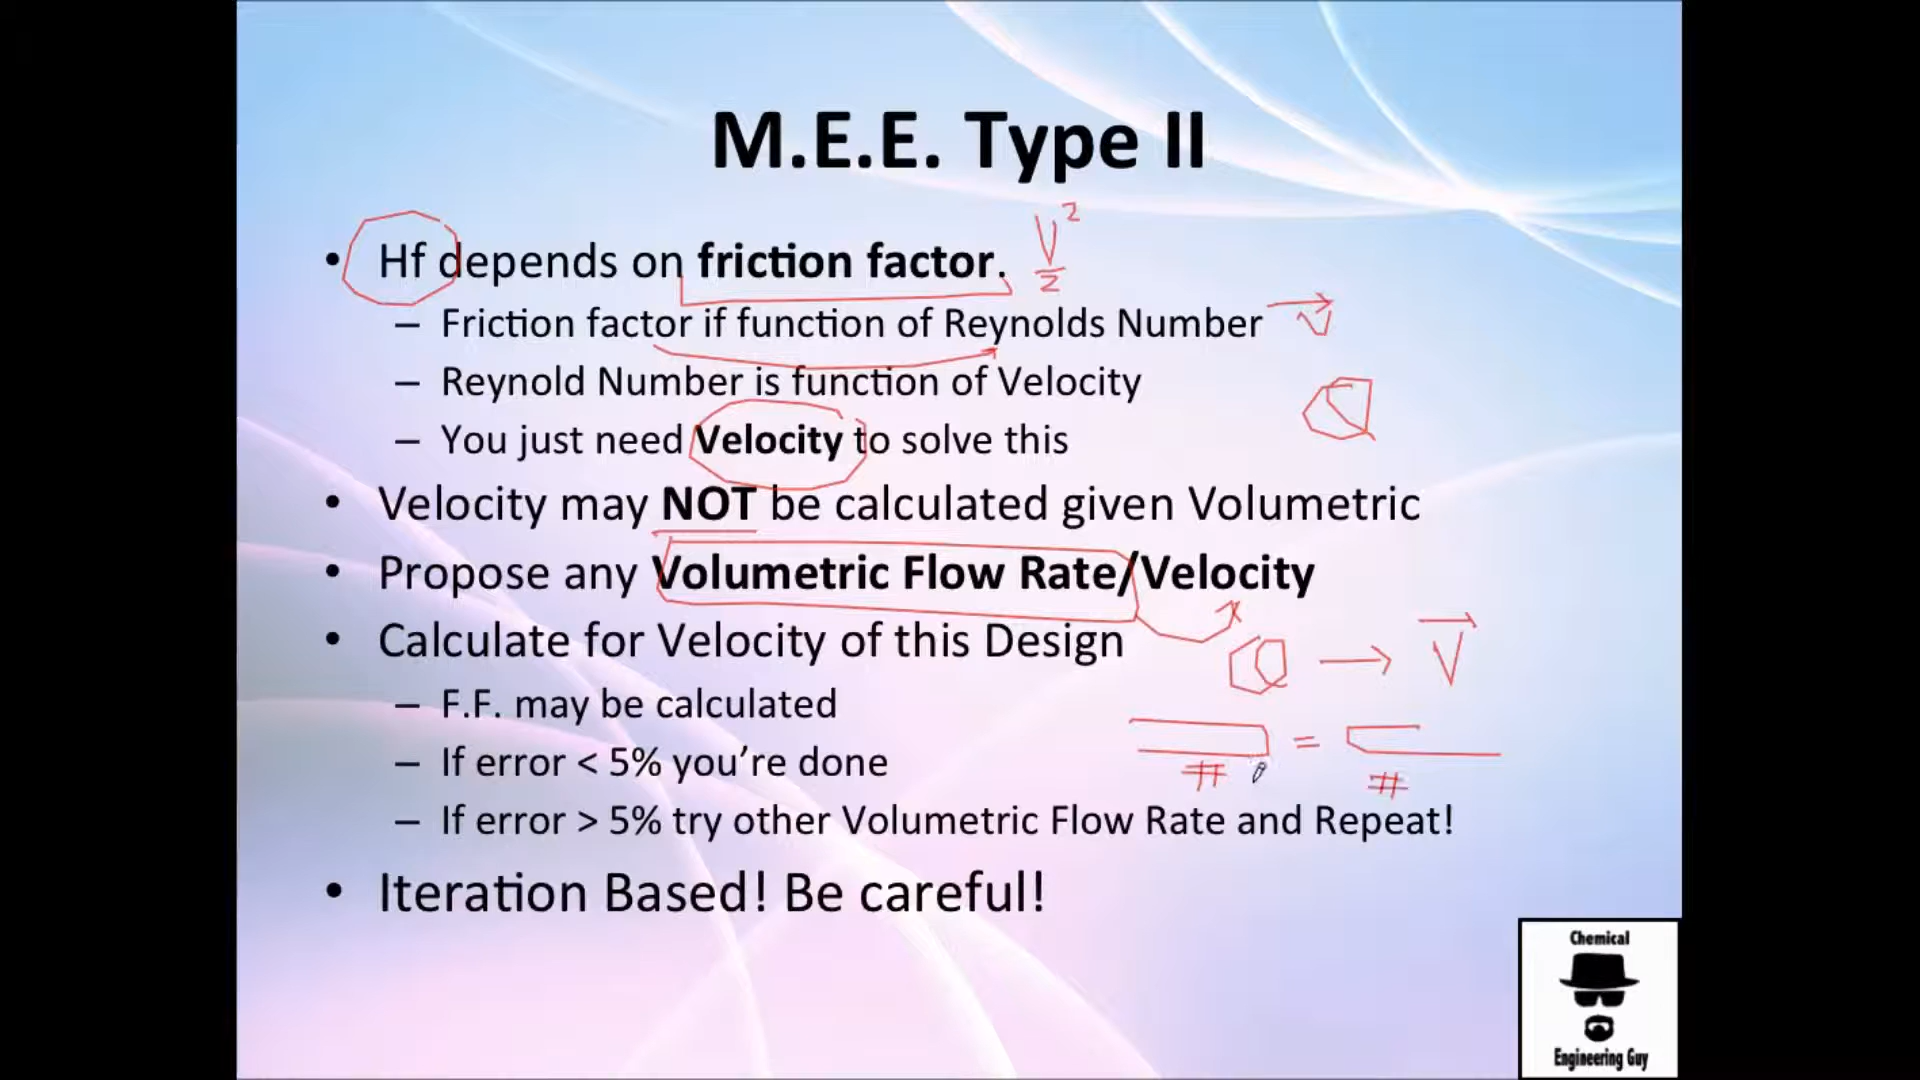 M.E.E. Type II
• Hf depends on friction factor. V²/2
– Friction factor if function of Reynolds Number V
– Reynold Number is function of Velocity
Q
– You just need Velocity to solve this
• Velocity may NOT be calculated given Volumetric
• Propose any Volumetric Flow Rate/Velocity
• Calculate for Velocity of this Design
Q → V
– F.F. may be calculated
=
– If error < 5% you're done
# #
– If error > 5% try other Volumetric Flow Rate and Repeat!
• Iteration Based! Be careful!
Chemical
Engineering Guy